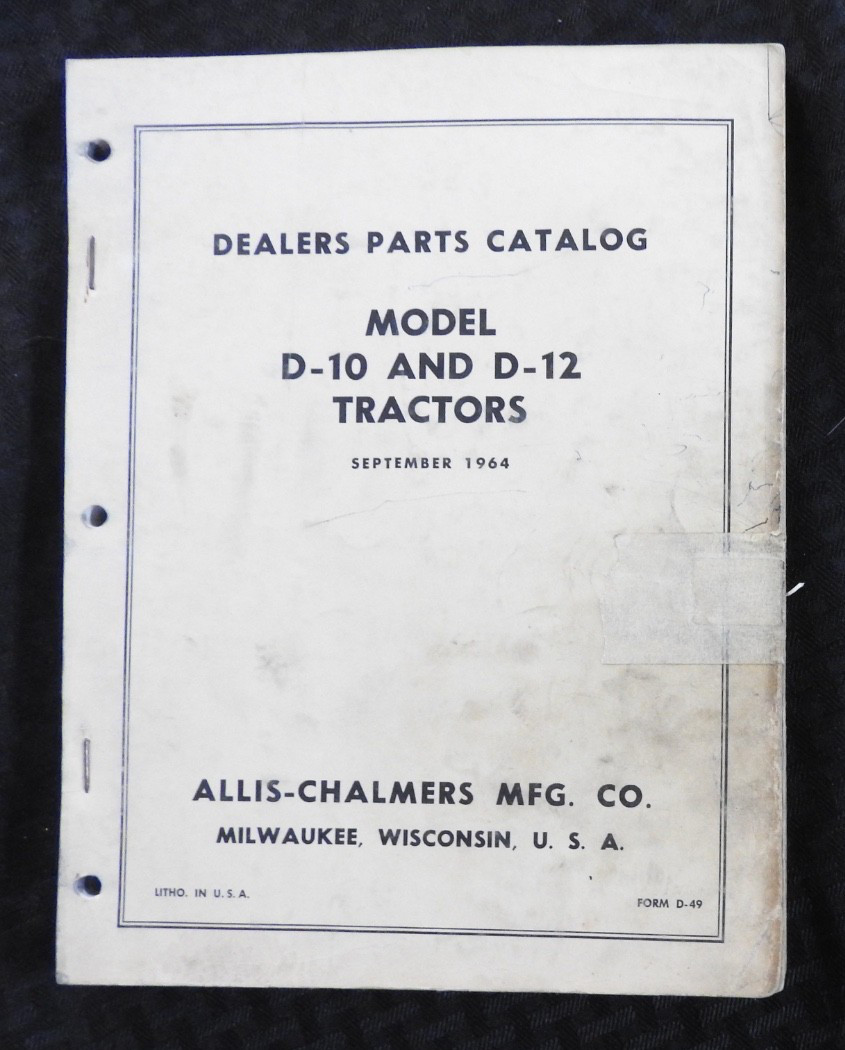 DEALERS PARTS CATALOG
MODEL
D-10 AND D-12
TRACTORS
SEPTEMBER 1964
ALLIS-CHALMERS MFG. CO.
MILWAUKEE, WISCONSIN, U. S. A.
LITHO. IN U. S. A.
FORM D-49